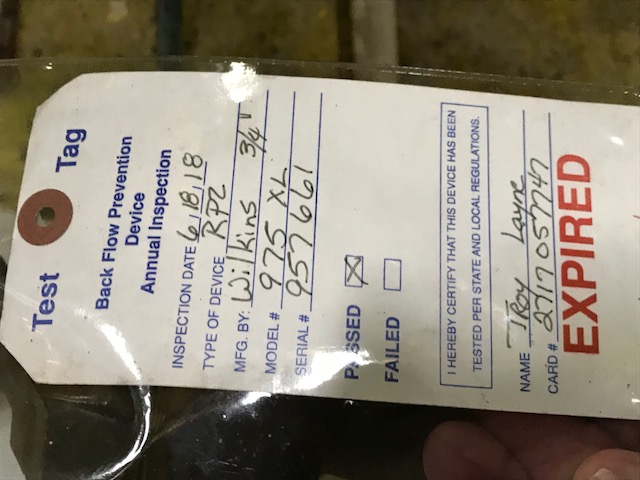 Test Tag
Back Flow Prevention
Device
Annual Inspection
INSPECTION DATE 6/18/18
TYPE OF DEVICE RPZ
MFG. BY: Wilkins 3/4"
MODEL # 975 XL
SERIAL # 957661
PASSED ☒
FAILED ☐
I HEREBY CERTIFY THAT THIS DEVICE HAS BEEN
TESTED PER STATE AND LOCAL REGULATIONS.
NAME Troy Layne
CARD # 2717057747
EXPIRED